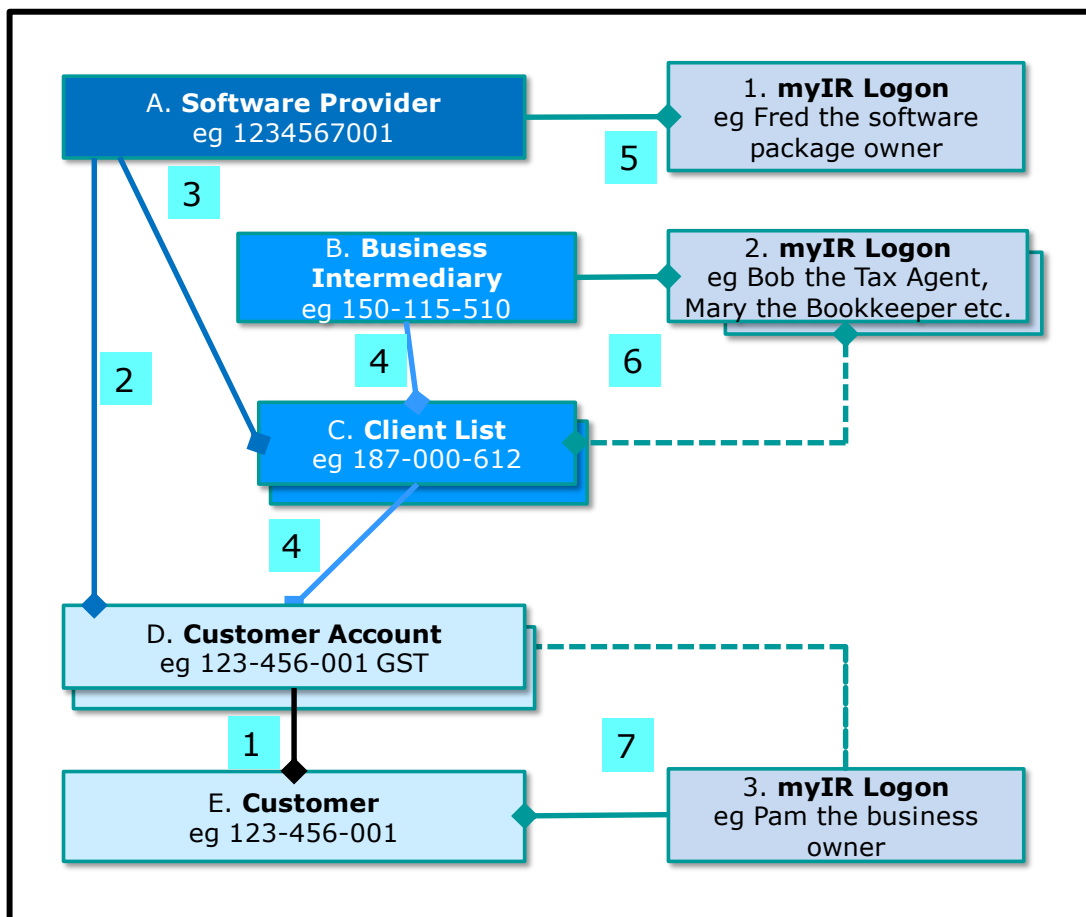 A. Software Provider
eg 1234567001
1. myIR Logon
eg Fred the software
package owner
5
3
B. Business
Intermediary
eg 150-115-510
2. myIR Logon
eg Bob the Tax Agent,
Mary the Bookkeeper etc.
4
6
2
C. Client List
eg 187-000-612
4
D. Customer Account
eg 123-456-001 GST
1
7
E. Customer
eg 123-456-001
3. myIR Logon
eg Pam the business
owner